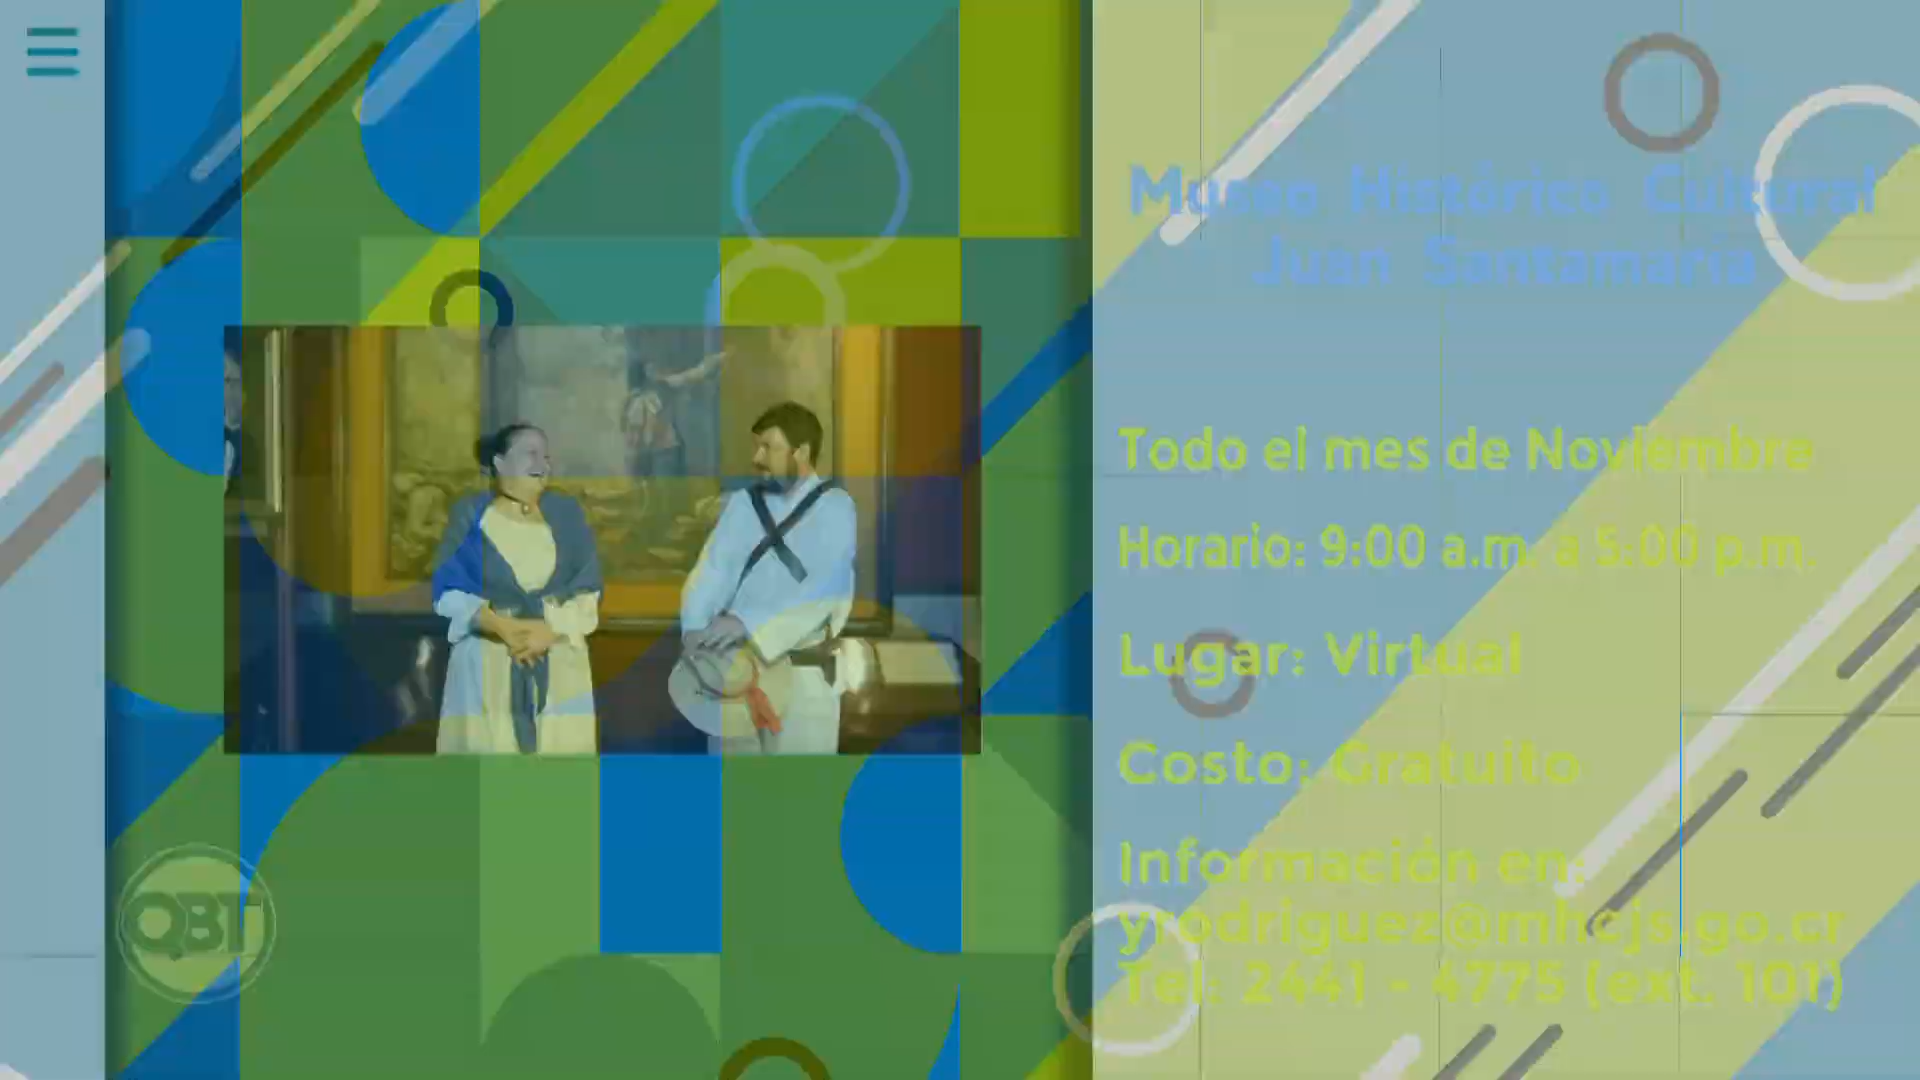 Museo Histórico Cultural
Juan Santamaría
Todo el mes de Noviembre
Horario: 9:00 a.m. a 5:00 p.m.
Lugar: Virtual
Costo: Gratuito
Información en:
yrodriguez@mhcjs.go.cr
Tel: 2441 - 4775 (ext. 101)
QBT